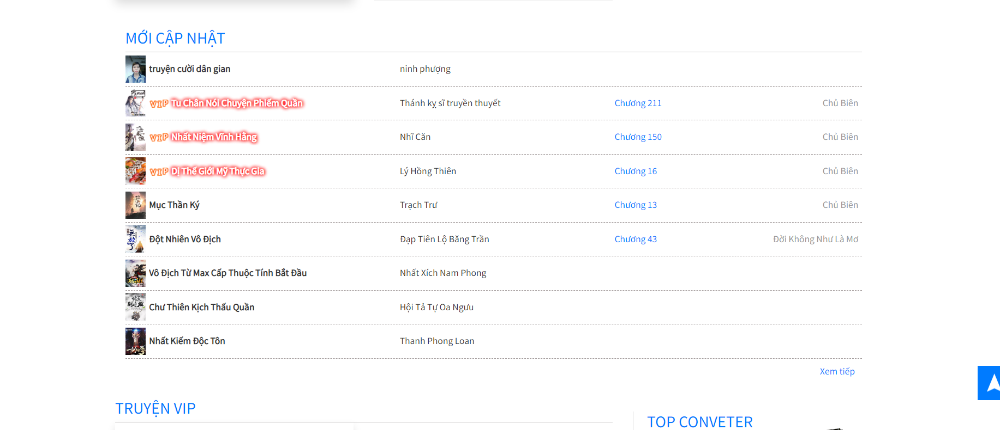 MỚI CẬP NHẬT
truyện cười dân gian ninh phượng
VIP Tu Chân Nói Chuyện Phiếm Quần Thánh kỵ sĩ truyền thuyết Chương 211 Chủ Biên
VIP Nhất Niệm Vĩnh Hằng Nhĩ Căn Chương 150 Chủ Biên
VIP Dị Thế Giới Mỹ Thực Gia Lý Hồng Thiên Chương 16 Chủ Biên
Mục Thần Ký Trạch Trư Chương 13 Chủ Biên
Đột Nhiên Vô Địch Đạp Tiên Lộ Băng Trần Chương 43 Đời Không Như Là Mơ
Vô Địch Từ Max Cấp Thuộc Tính Bắt Đầu Nhất Xích Nam Phong
Chư Thiên Kịch Thấu Quần Hội Tả Tự Oa Ngưu
Nhất Kiếm Độc Tôn Thanh Phong Loan
Xem tiếp
TRUYỆN VIP
TOP CONVETER